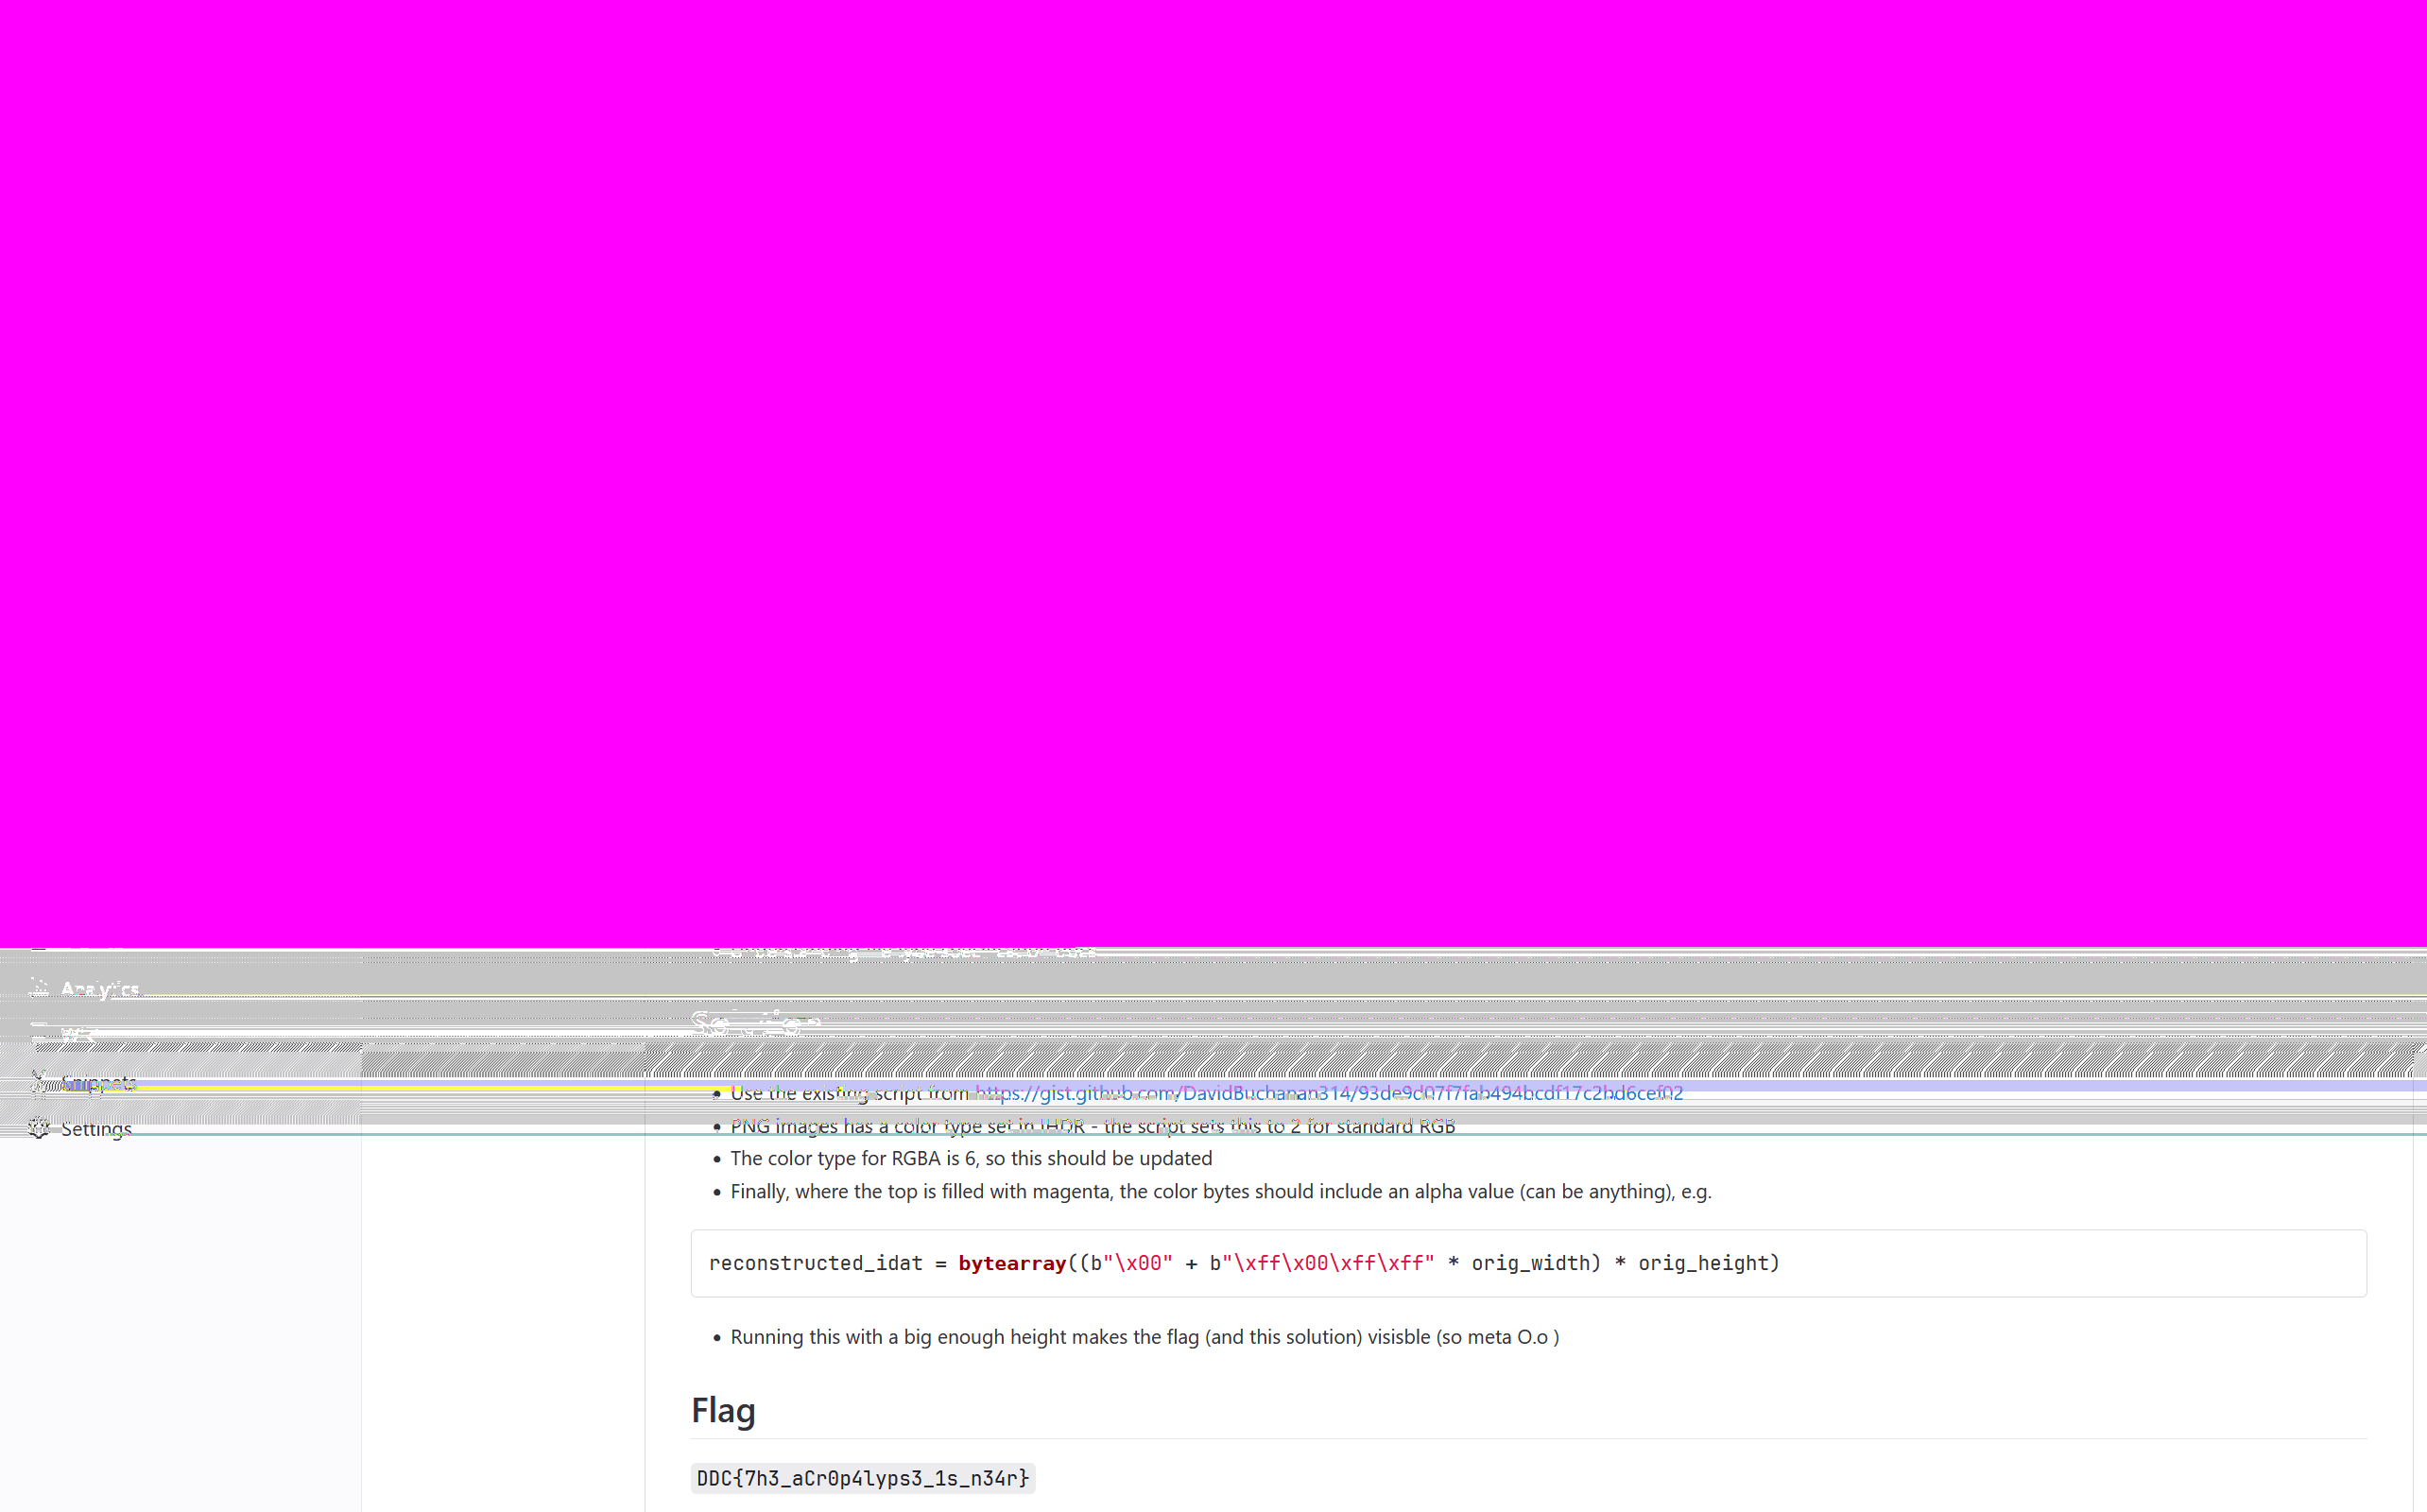 Analytics
Snippets
• Use the existing script from https://gist.github.com/DavidBuchanan314/93de9d07f7fab494bcdf17c2bd6cef02
Settings
• PNG images has a color type set in IHDR - the script sets this to 2 for standard RGB
• The color type for RGBA is 6, so this should be updated
• Finally, where the top is filled with magenta, the color bytes should include an alpha value (can be anything), e.g.
reconstructed_idat = bytearray((b"\x00" + b"\xff\x00\xff\xff" * orig_width) * orig_height)
• Running this with a big enough height makes the flag (and this solution) visisble (so meta O.o )
Flag
DDC{7h3_aCr0p4lyps3_1s_n34r}